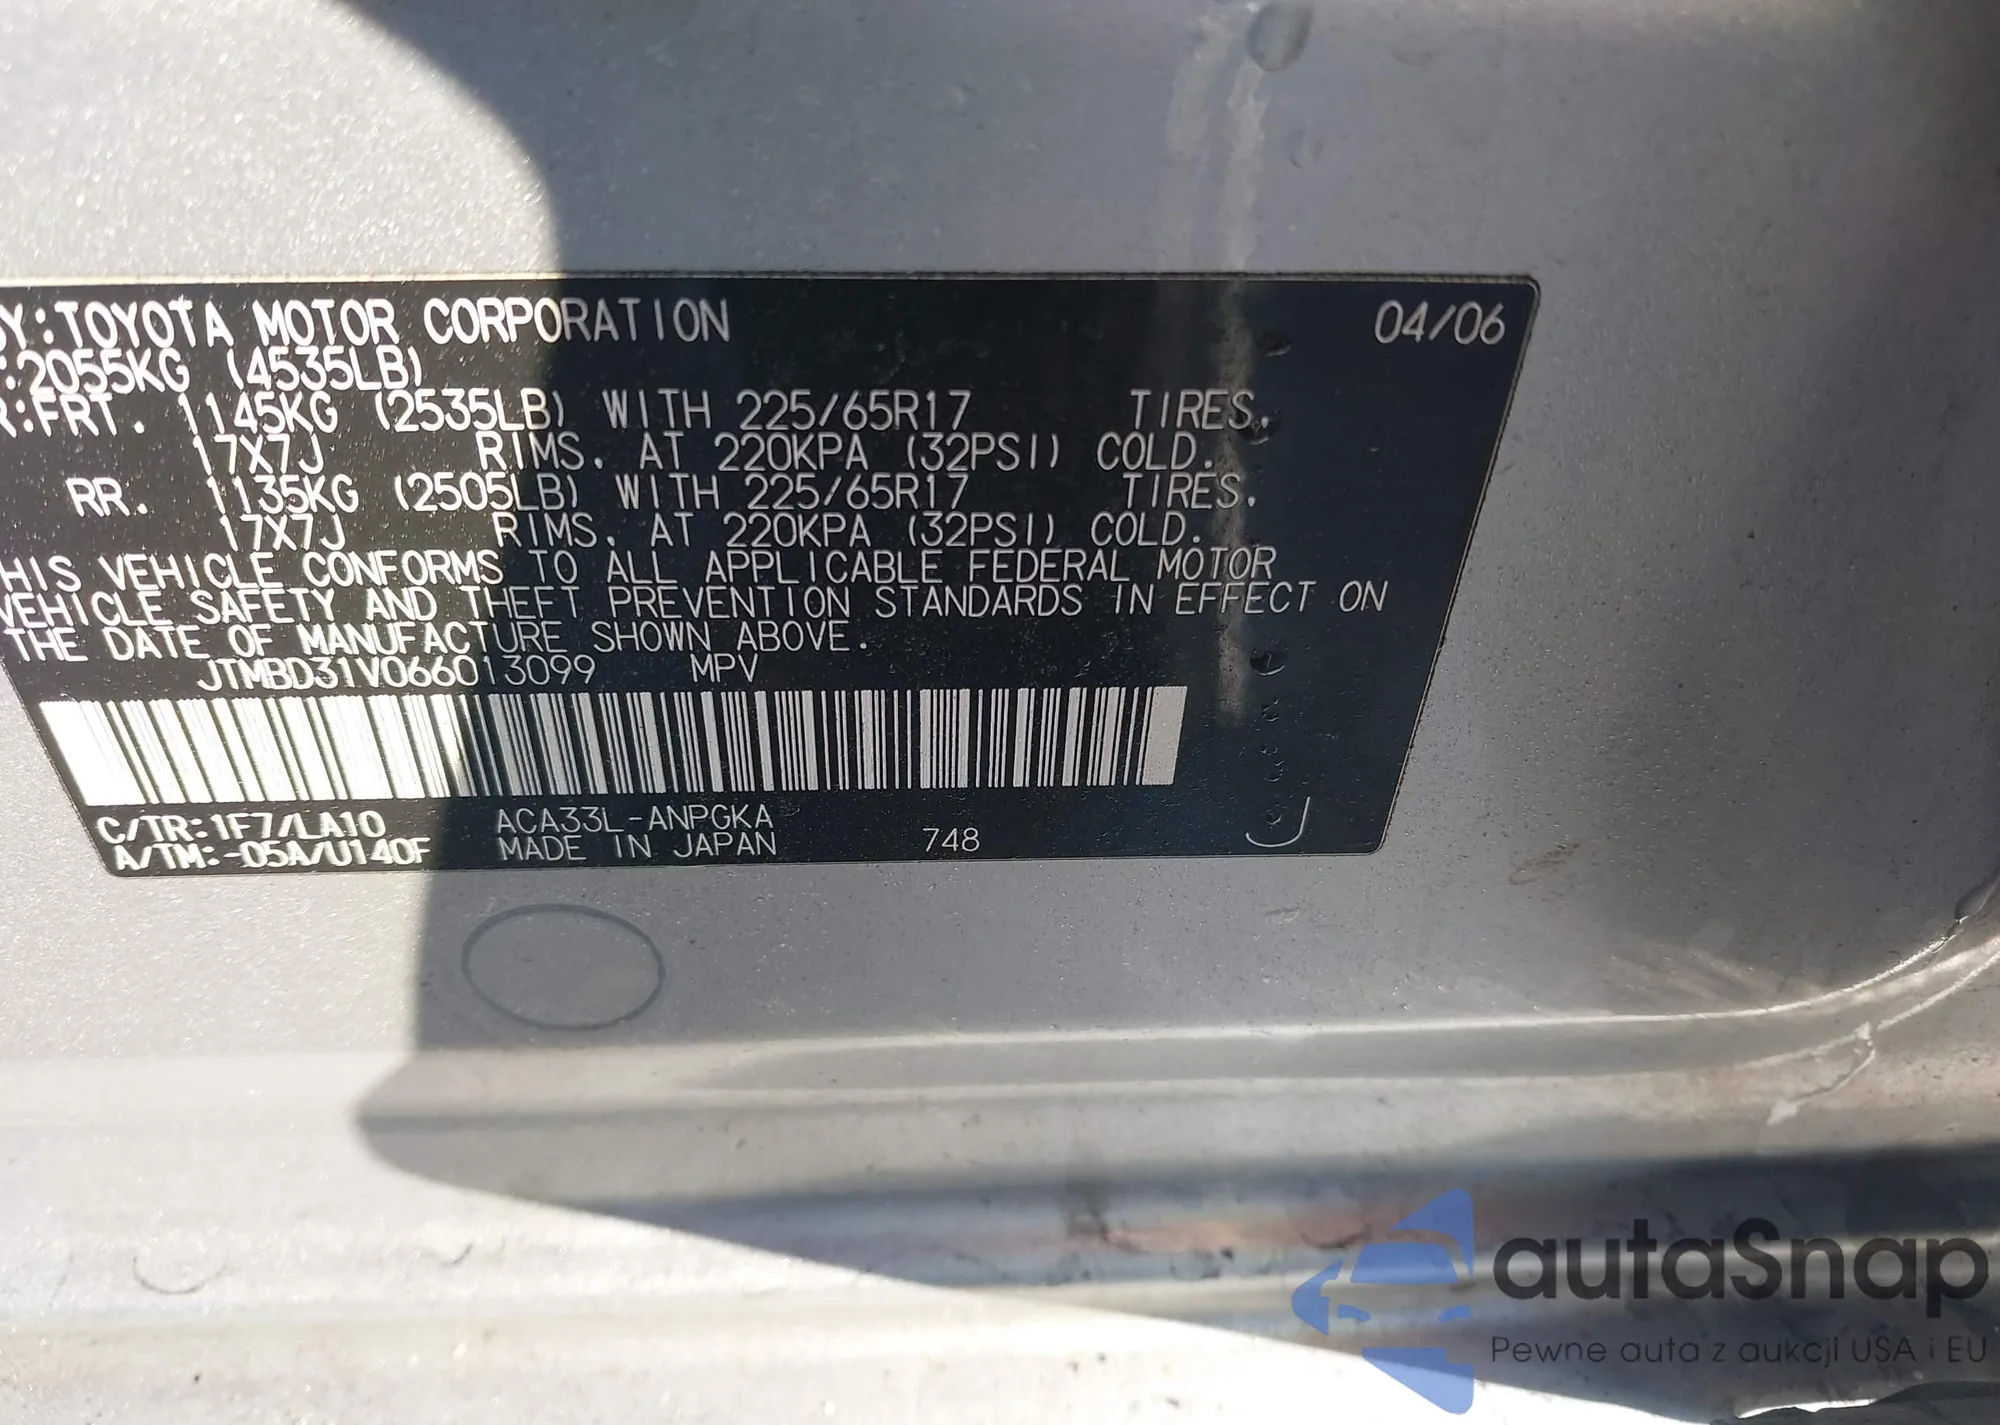 BY:TOYOTA MOTOR CORPORATION 04/06
:2055KG (4535LB)
R:FRT. 1145KG (2535LB) WITH 225/65R17 TIRES.
17X7J RIMS. AT 220KPA (32PSI) COLD.
RR. 1135KG (2505LB) WITH 225/65R17 TIRES.
17X7J RIMS. AT 220KPA (32PSI) COLD.
HIS VEHICLE CONFORMS TO ALL APPLICABLE FEDERAL MOTOR
VEHICLE SAFETY AND THEFT PREVENTION STANDARDS IN EFFECT ON
THE DATE OF MANUFACTURE SHOWN ABOVE.
JTMBD31V066013099 MPV
C/TR:1F7/LA10 ACA33L-ANPGKA
A/TM:-05A/U140F MADE IN JAPAN 748 J
autaSnap
Pewne auta z aukcji USA i EU